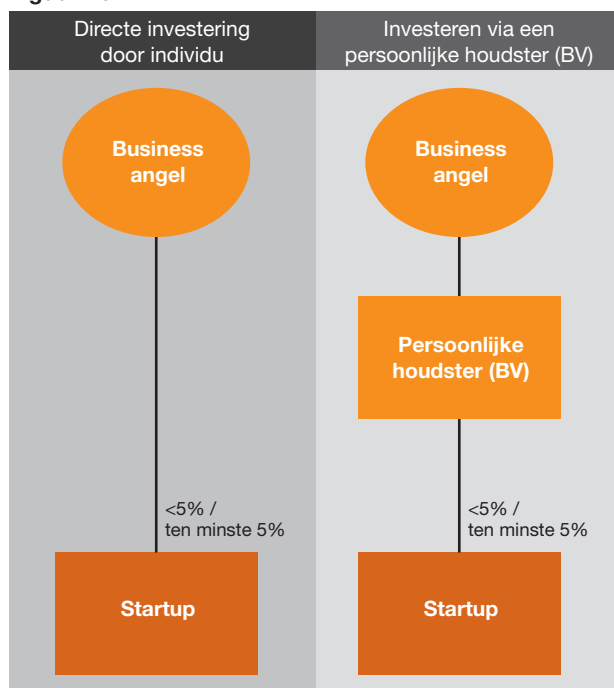 Directe investering
door individu
Business
angel
<5% /
ten minste 5%
Startup
Investeren via een
persoonlijke houdster (BV)
Business
angel
Persoonlijke
houdster (BV)
<5% /
ten minste 5%
Startup